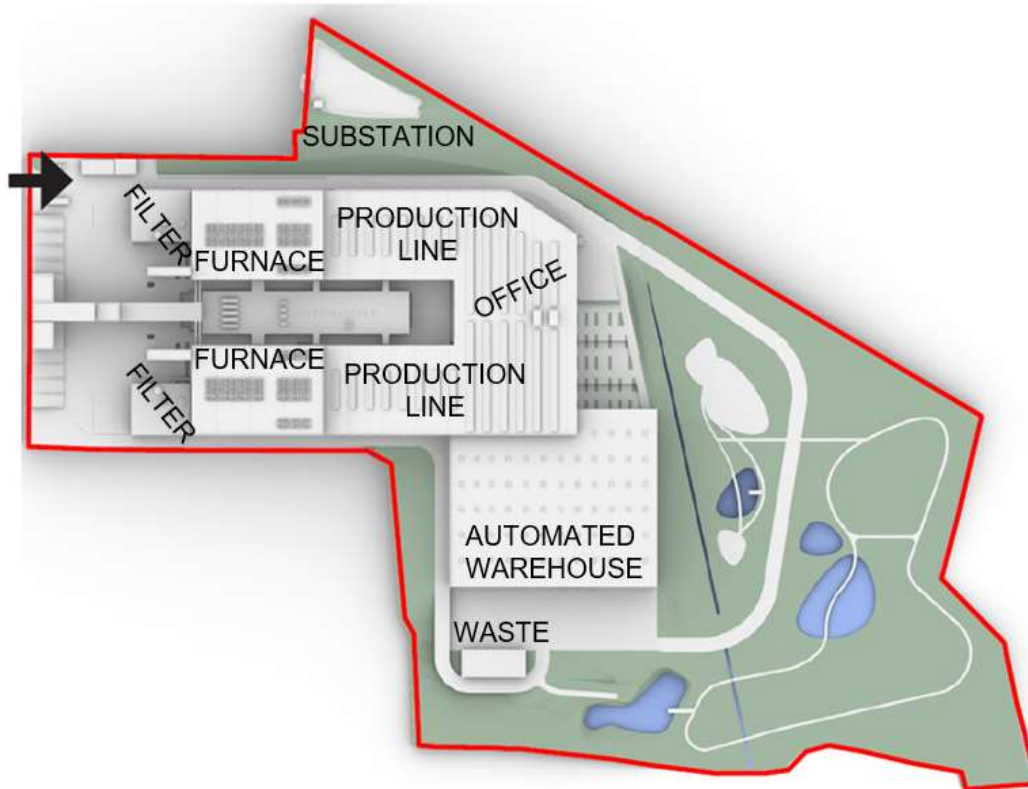 SUBSTATION
FILTER
FURNACE
PRODUCTION
LINE
OFFICE
FURNACE
FILTER
PRODUCTION
LINE
AUTOMATED
WAREHOUSE
WASTE